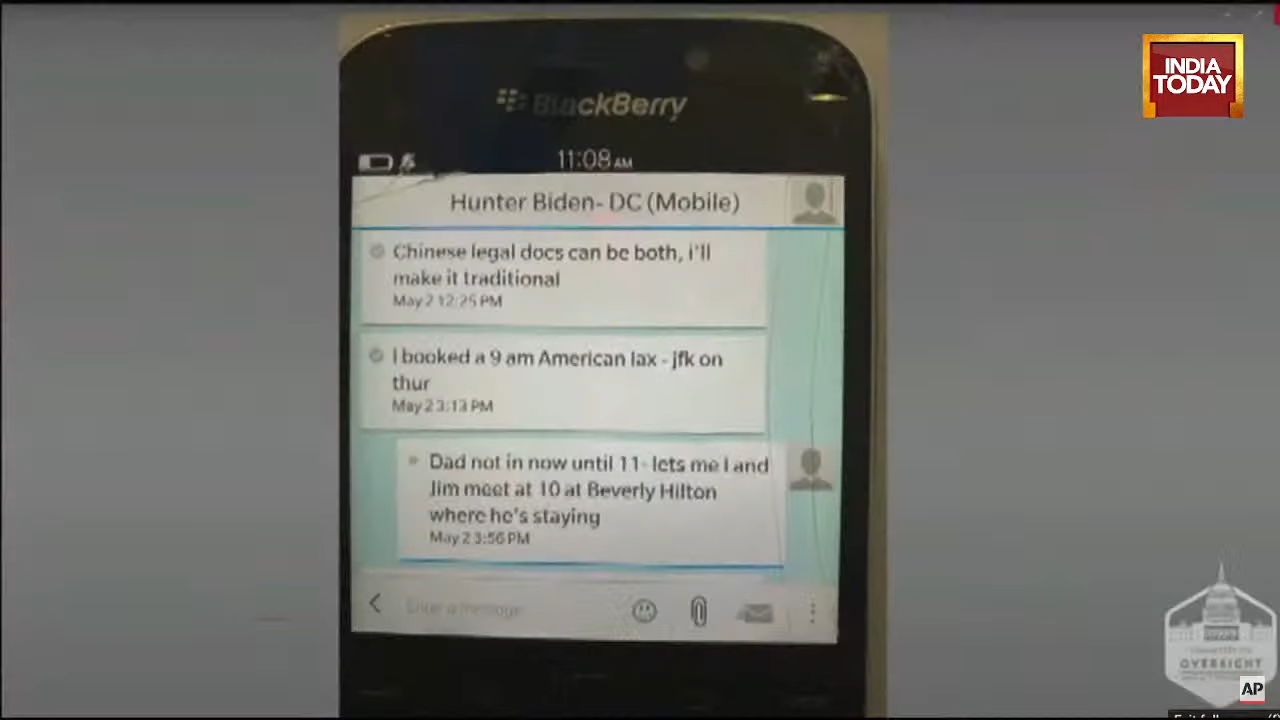 INDIA
TODAY
BlackBerry
11:08 AM
Hunter Biden- DC (Mobile)
Chinese legal docs can be both, i'll
make it traditional
May 2 12:25 PM
I booked a 9 am American lax - jfk on
thur
May 2 3:13 PM
Dad not in now until 11- lets me I and
Jim meet at 10 at Beverly Hilton
where he's staying
May 2 3:56 PM
Enter a message
OVERSIGHT
AP